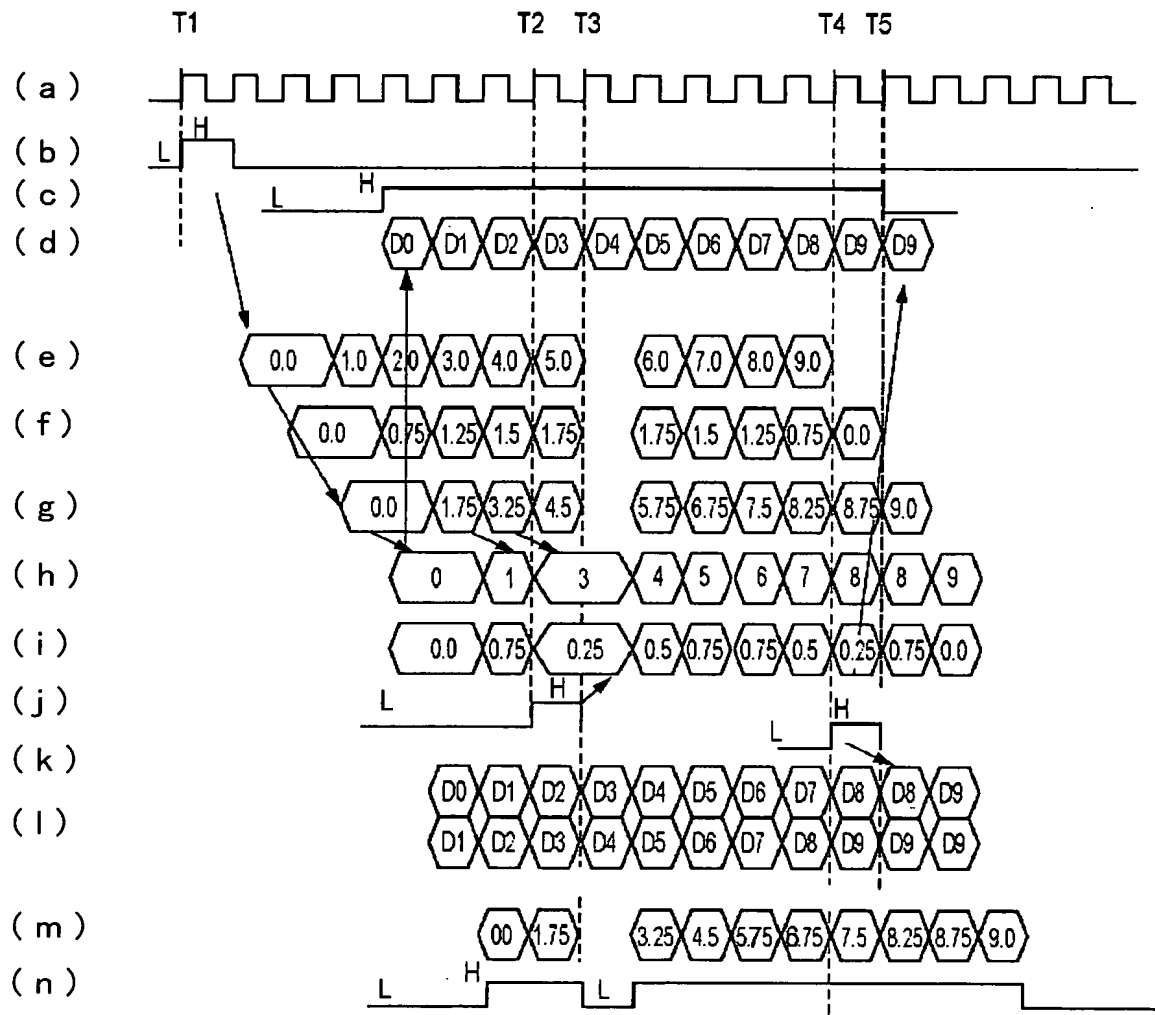 T1 T2 T3 T4 T5
(a)
(b) L H
(c) L H
(d) D0 D1 D2 D3 D4 D5 D6 D7 D8 D9 D9
(e) 0.0 1.0 2.0 3.0 4.0 5.0 6.0 7.0 8.0 9.0
(f) 0.0 0.75 1.25 1.5 1.75 1.75 1.5 1.25 0.75 0.0
(g) 0.0 1.75 3.25 4.5 5.75 6.75 7.5 8.25 8.75 9.0
(h) 0 1 3 4 5 6 7 8 8 9
(i) 0.0 0.75 0.25 0.5 0.75 0.75 0.5 0.25 0.75 0.0
(j) L H L H
(k) D0 D1 D2 D3 D4 D5 D6 D7 D8 D8 D9
(l) D1 D2 D3 D4 D5 D6 D7 D8 D9 D9 D9
(m) 00 1.75 3.25 4.5 5.75 6.75 7.5 8.25 8.75 9.0
(n) L H L